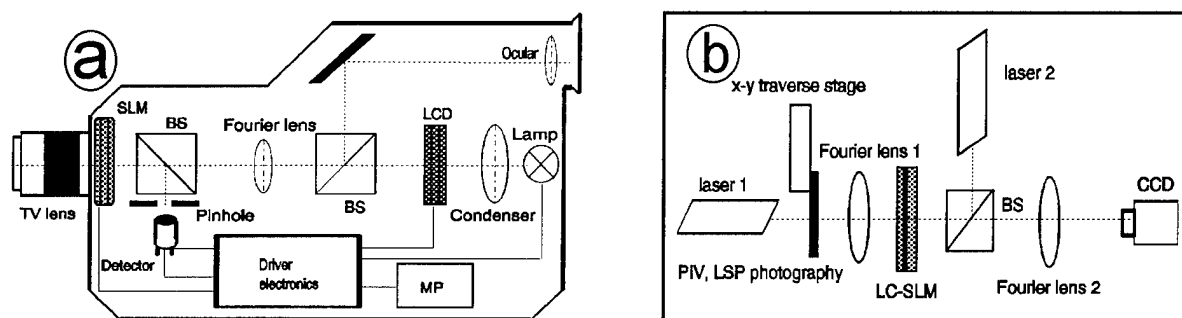 a
Ocular
SLM
BS
Fourier lens
LCD
Lamp
TV lens
Pinhole
BS
Condenser
Detector
Driver
electronics
MP
b
laser 2
x-y traverse stage
Fourier lens 1
laser 1
CCD
BS
PIV, LSP photography
LC-SLM
Fourier lens 2